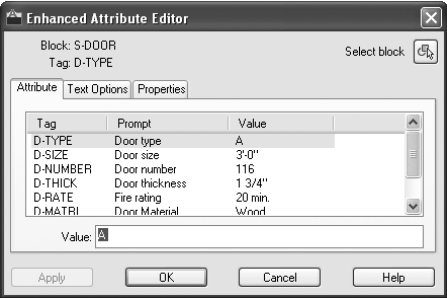 Enhanced Attribute Editor
Block: S-DOOR
Tag: D-TYPE
Select block
Attribute Text Options Properties
Tag Prompt Value
D-TYPE Door type A
D-SIZE Door size 3'-0"
D-NUMBER Door number 116
D-THICK Door thickness 1 3/4"
D-RATE Fire rating 20 min.
D-MATRL Door Material Wood
Value: A
Apply OK Cancel Help